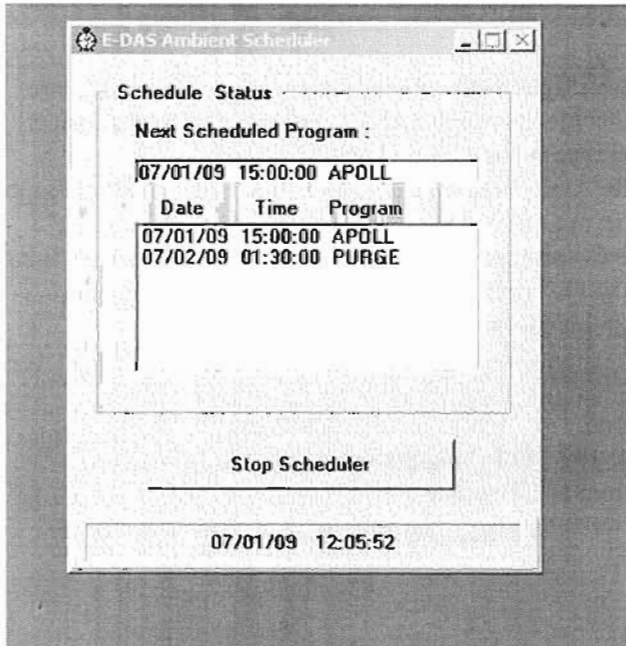 E-DAS Ambient Scheduler
Schedule Status
Next Scheduled Program :
07/01/09 15:00:00 APOLL
Date Time Program
07/01/09 15:00:00 APOLL
07/02/09 01:30:00 PURGE
Stop Scheduler
07/01/09 12:05:52